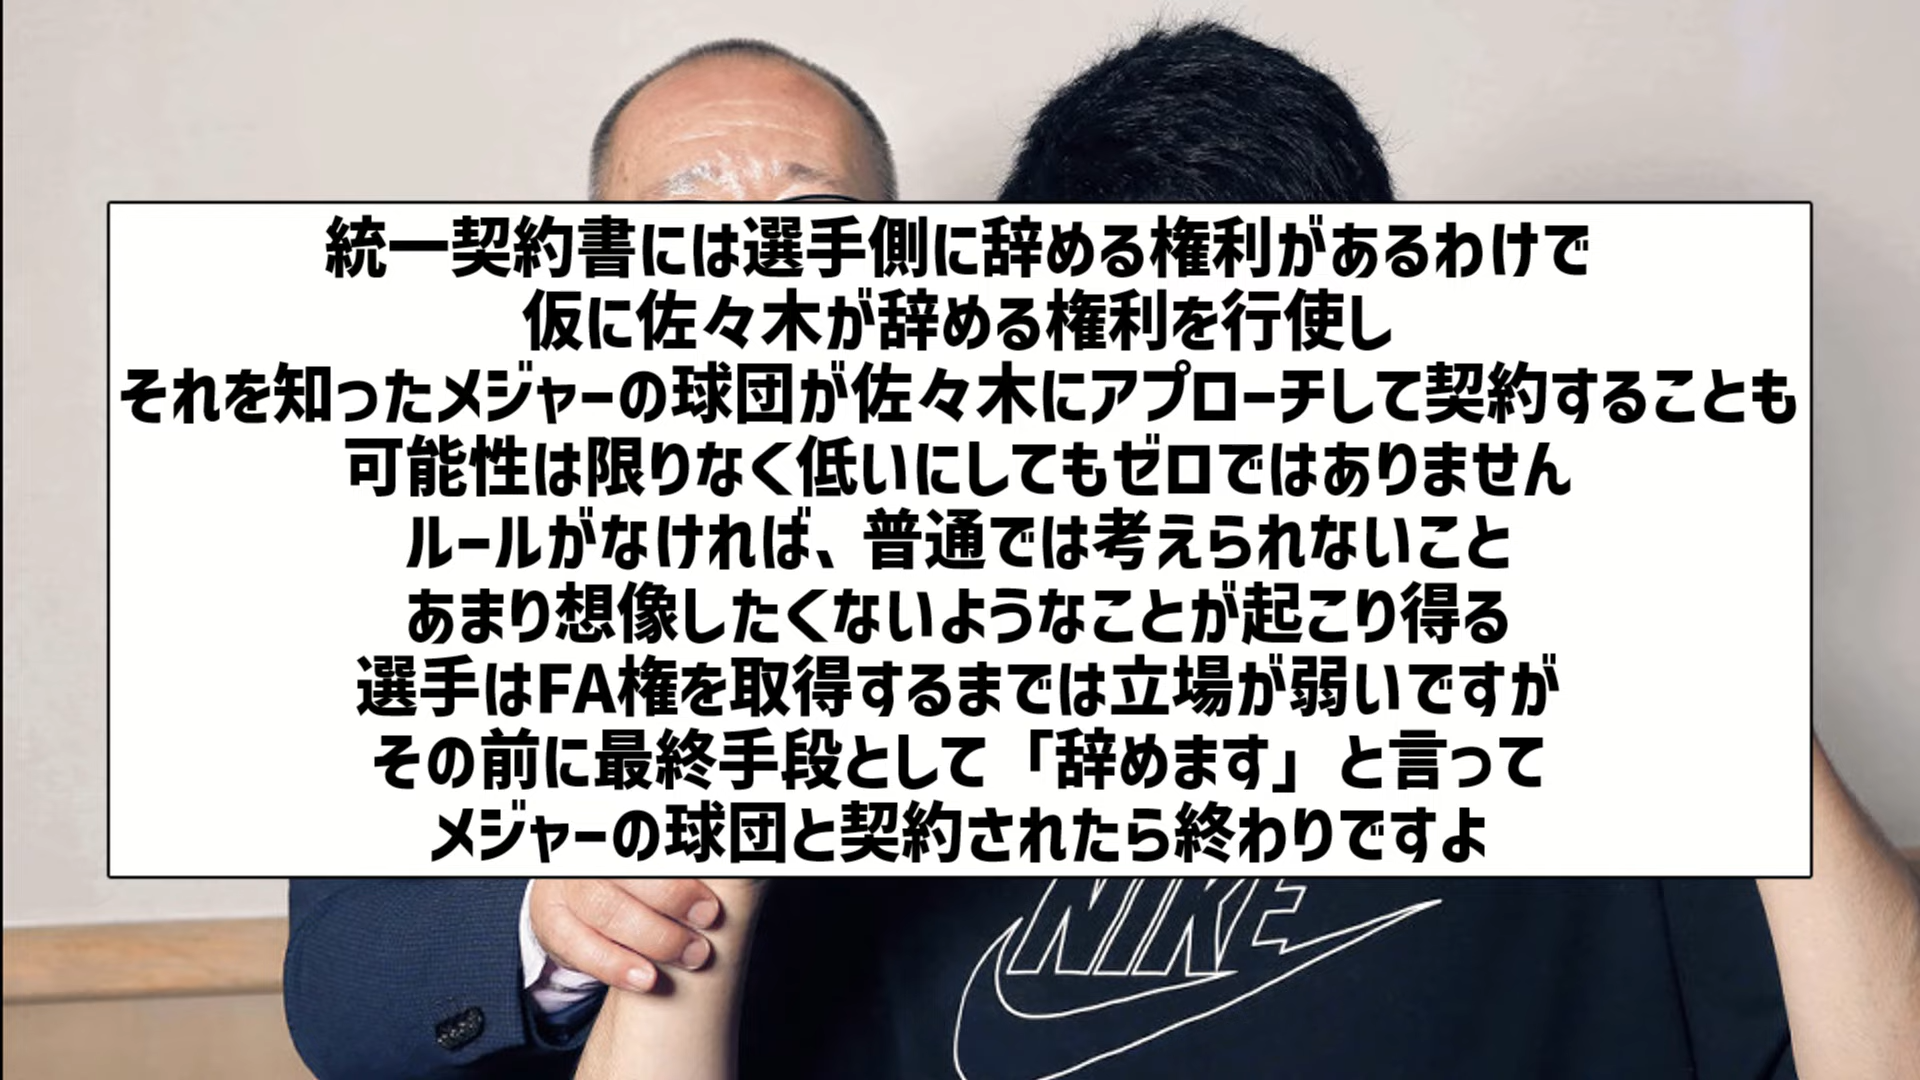 統一契約書には選手側に辞める権利があるわけで
仮に佐々木が辞める権利を行使し
それを知ったメジャーの球団が佐々木にアプローチして契約することも
可能性は限りなく低いにしてもゼロではありません
ルールがなければ、普通では考えられないこと
あまり想像したくないようなことが起こり得る
選手はFA権を取得するまでは立場が弱いですが
その前に最終手段として「辞めます」と言って
メジャーの球団と契約されたら終わりですよ
NIKE